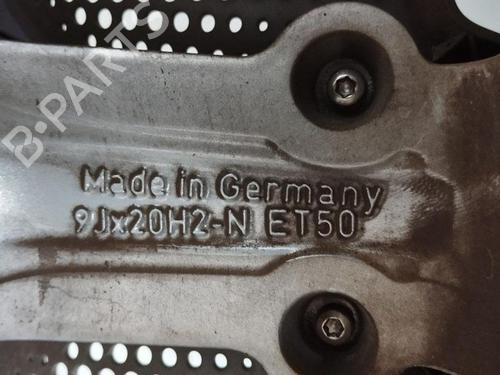 B-PARTS
Made in Germany
9Jx20H2-N ET50